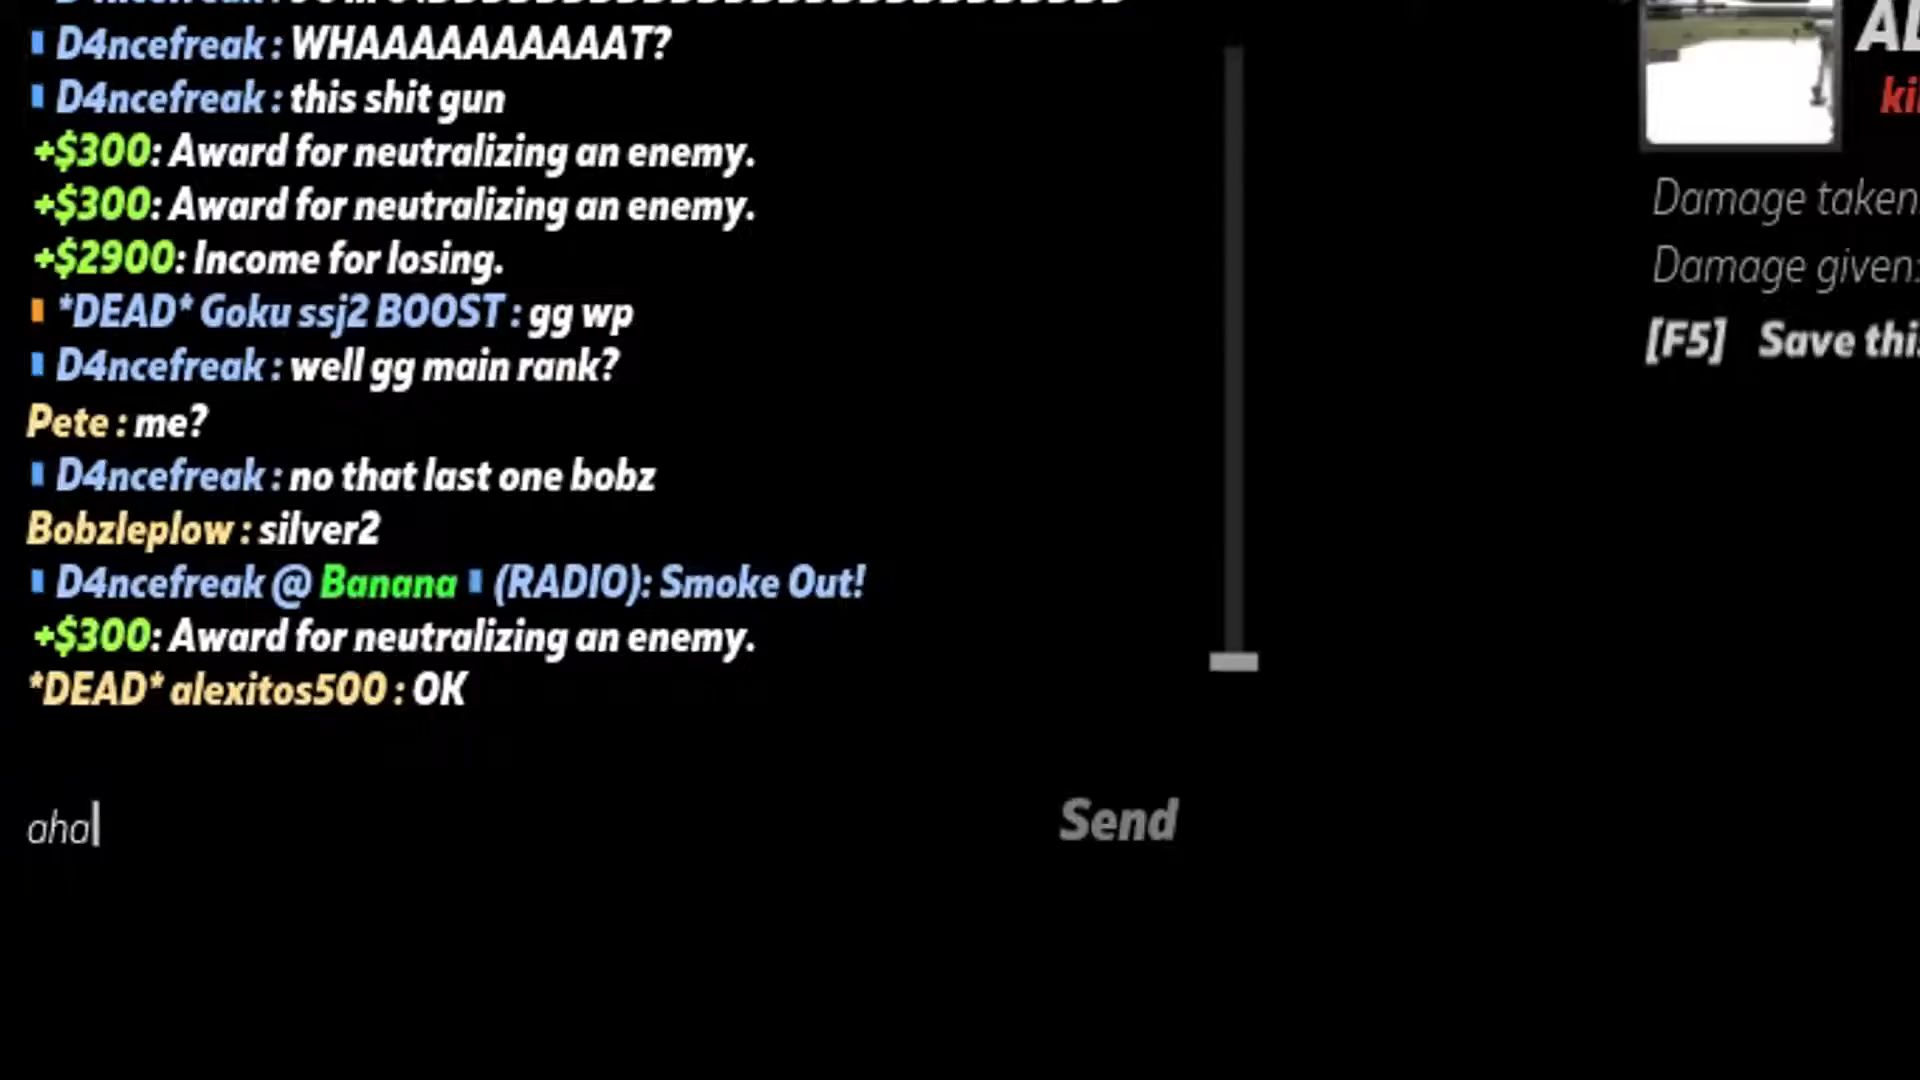 D4ncefreak : WHAAAAAAAAAAT?
D4ncefreak : this shit gun
+$300: Award for neutralizing an enemy.
+$300: Award for neutralizing an enemy.
+$2900: Income for losing.
*DEAD* Goku ssj2 BOOST : gg wp
D4ncefreak : well gg main rank?
Pete : me?
D4ncefreak : no that last one bobz
Bobzleplow : silver2
D4ncefreak @ Banana (RADIO): Smoke Out!
+$300: Award for neutralizing an enemy.
*DEAD* alexitos500 : OK
aha
Send
Damage taken
Damage given:
[F5] Save this